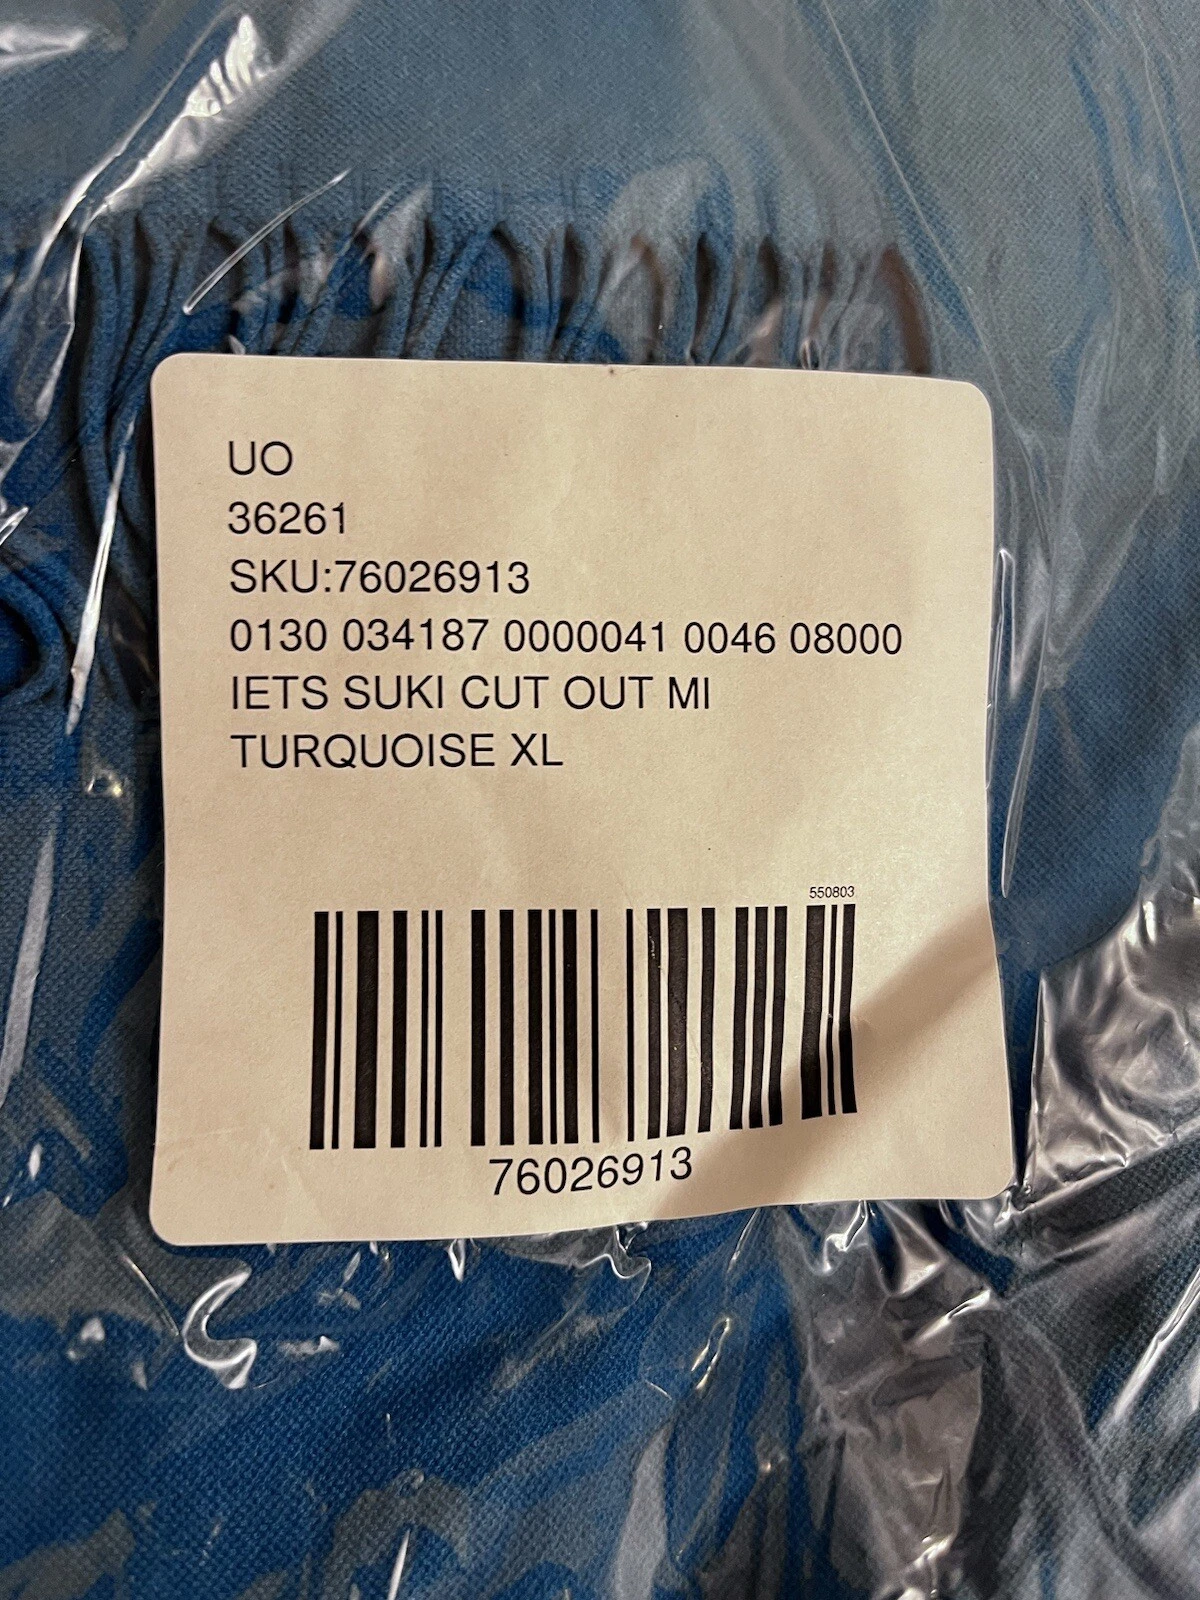 UO
36261
SKU:76026913
0130 034187 0000041 0046 08000
IETS SUKI CUT OUT MI
TURQUOISE XL
550803
76026913